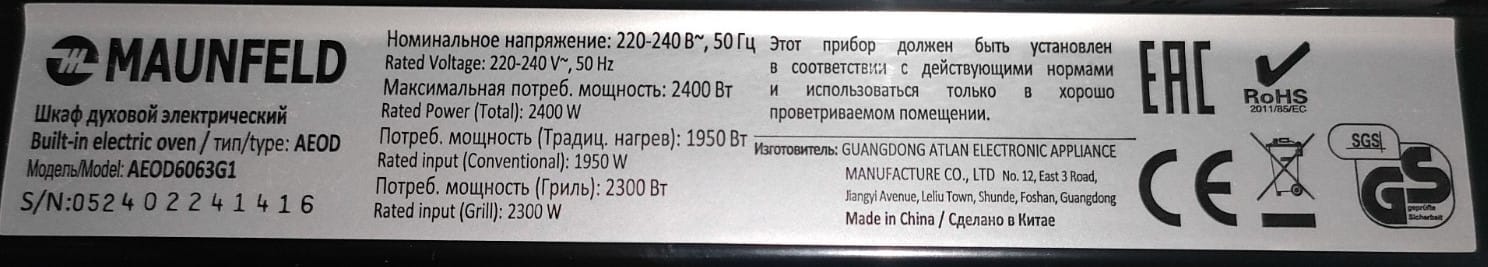 MAUNFELD
Шкаф духовой электрический
Built-in electric oven / тип/type: AEOD
Модель/Model: AEOD6063G1
S/N:052402241416
Номинальное напряжение: 220-240 В~, 50 Гц
Rated Voltage: 220-240 V~, 50 Hz
Максимальная потреб. мощность: 2400 Вт
Rated Power (Total): 2400 W
Потреб. мощность (Традиц. нагрев): 1950 Вт
Rated input (Conventional): 1950 W
Потреб. мощность (Гриль): 2300 Вт
Rated input (Grill): 2300 W
Этот прибор должен быть установлен
в соответствии с действующими нормами
и использоваться только в хорошо
проветриваемом помещении.
Изготовитель: GUANGDONG ATLAN ELECTRONIC APPLIANCE
MANUFACTURE CO., LTD No. 12, East 3 Road,
Jiangyi Avenue, Leliu Town, Shunde, Foshan, Guangdong
Made in China / Сделано в Китае
EAC
RoHS
2011/85/EC
CE
SGS
GS
geprüfte
Sicherheit